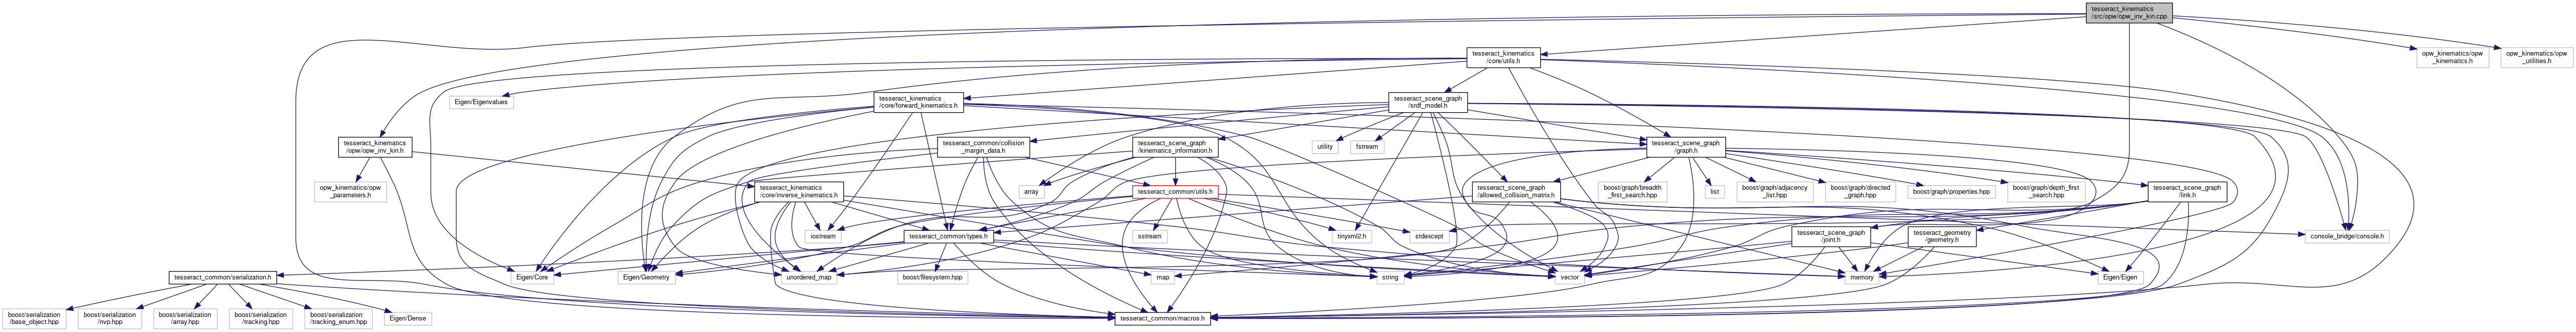 tesseract_kinematics
/src/opw/opw_inv_kin.cpp
tesseract_kinematics
/core/utils.h
opw_kinematics/opw
_kinematics.h
opw_kinematics/opw
_utilities.h
Eigen/Eigenvalues
tesseract_kinematics
/core/forward_kinematics.h
tesseract_scene_graph
/srdf_model.h
tesseract_kinematics
/opw/opw_inv_kin.h
tesseract_common/collision
_margin_data.h
tesseract_scene_graph
/kinematics_information.h
utility
fstream
tesseract_scene_graph
/graph.h
opw_kinematics/opw
_parameters.h
tesseract_kinematics
/core/inverse_kinematics.h
array
tesseract_common/utils.h
tesseract_scene_graph
/allowed_collision_matrix.h
boost/graph/breadth
_first_search.hpp
list
boost/graph/adjacency
_list.hpp
boost/graph/directed
_graph.hpp
boost/graph/properties.hpp
boost/graph/depth_first
_search.hpp
tesseract_scene_graph
/link.h
iostream
tesseract_common/types.h
sstream
tinyxml2.h
stdexcept
tesseract_scene_graph
/joint.h
tesseract_geometry
/geometry.h
console_bridge/console.h
tesseract_common/serialization.h
Eigen/Core
Eigen/Geometry
unordered_map
boost/filesystem.hpp
map
string
vector
memory
Eigen/Eigen
boost/serialization
/base_object.hpp
boost/serialization
/nvp.hpp
boost/serialization
/array.hpp
boost/serialization
/tracking.hpp
boost/serialization
/tracking_enum.hpp
Eigen/Dense
tesseract_common/macros.h